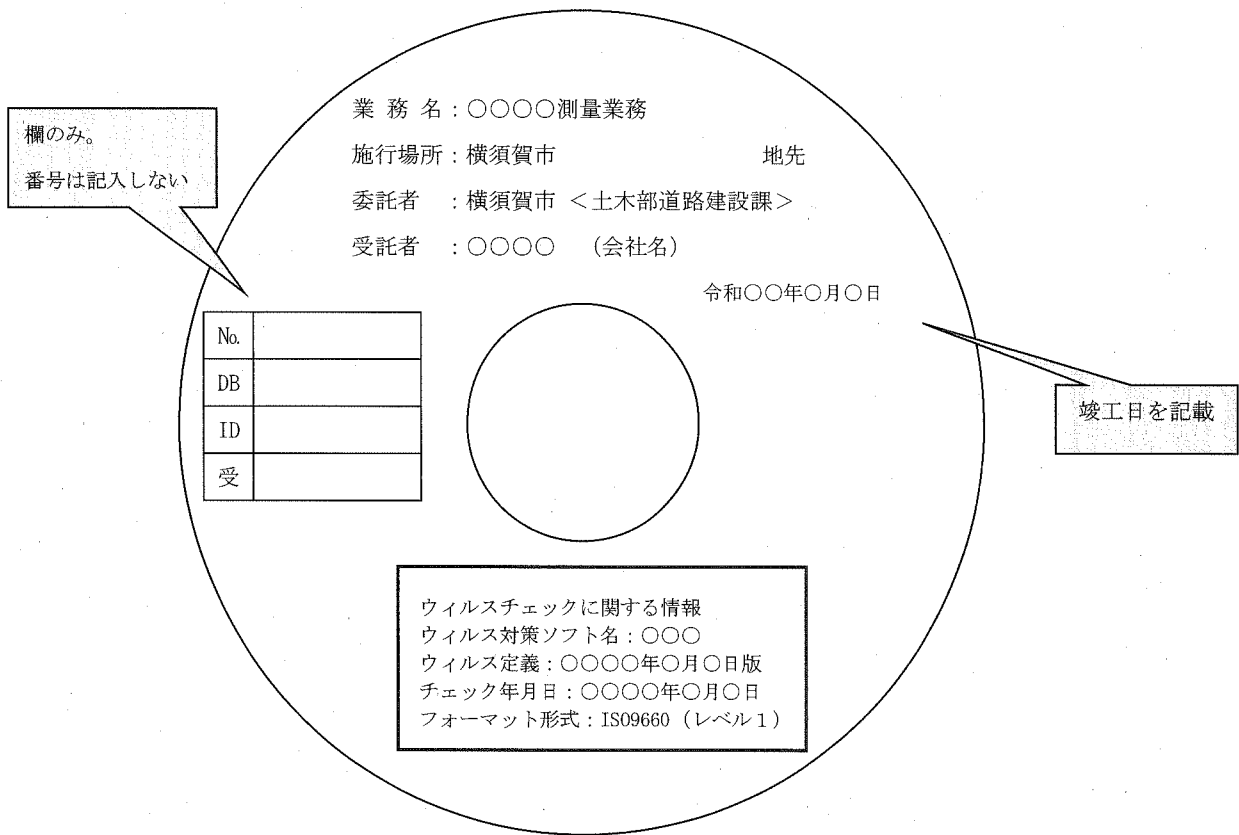 業 務 名：○○○○測量業務
施行場所：横須賀市　　　　　　　　　地先
委託者　：横須賀市 ＜土木部道路建設課＞
受託者　：○○○○　（会社名）
令和○○年○月○日
欄のみ。
番号は記入しない
No.
DB
ID
受
竣工日を記載
ウィルスチェックに関する情報
ウィルス対策ソフト名：○○○
ウィルス定義：○○○○年○月○日版
チェック年月日：○○○○年○月○日
フォーマット形式：ISO9660（レベル１）